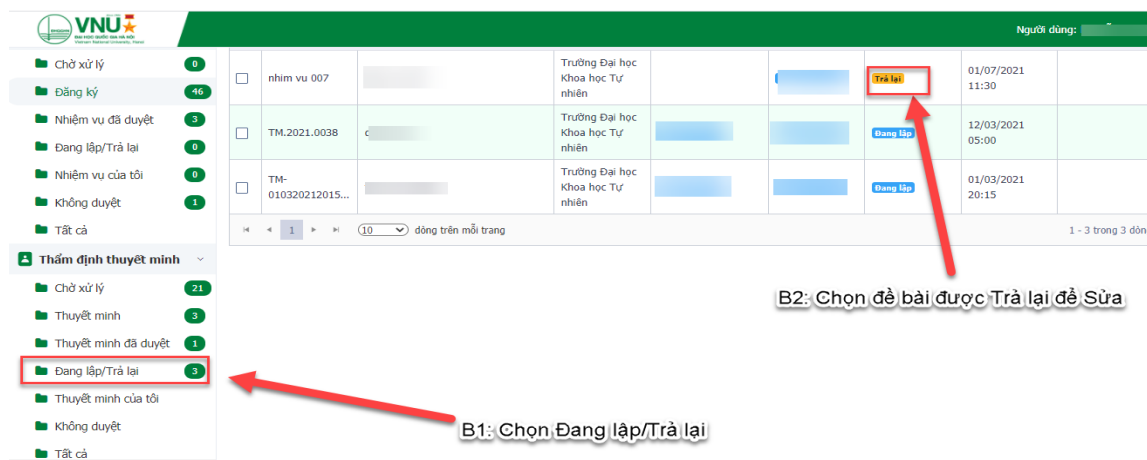 VNU
ĐẠI HỌC QUỐC GIA HÀ NỘI
Vietnam National University, Hanoi
Người dùng:
Chờ xử lý 0
Đăng ký 46
Nhiệm vụ đã duyệt 3
Đang lập/Trả lại 0
Nhiệm vụ của tôi 0
Không duyệt 1
Tất cả
Thẩm định thuyết minh
Chờ xử lý 21
Thuyết minh 3
Thuyết minh đã duyệt 1
Đang lập/Trả lại 3
Thuyết minh của tôi
Không duyệt
Tất cả
nhim vu 007
Trường Đại học
Khoa học Tự
nhiên
Trả lại
01/07/2021
11:30
TM.2021.0038
Trường Đại học
Khoa học Tự
nhiên
Đang lập
12/03/2021
05:00
TM-
010320212015...
Trường Đại học
Khoa học Tự
nhiên
Đang lập
01/03/2021
20:15
1
10 dòng trên mỗi trang
1 - 3 trong 3 dòng
B2: Chọn đề bài được Trả lại để Sửa
B1: Chọn Đang lập/Trả lại